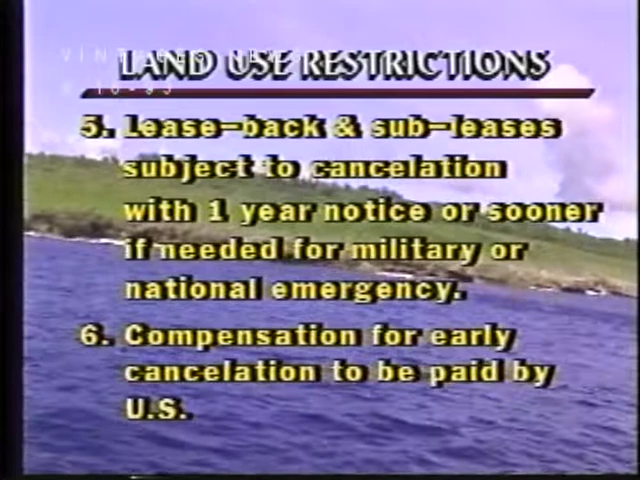 LAND USE RESTRICTIONS
5. Lease-back & sub-leases
subject to cancelation
with 1 year notice or sooner
if needed for military or
national emergency.
6. Compensation for early
cancelation to be paid by
U.S.